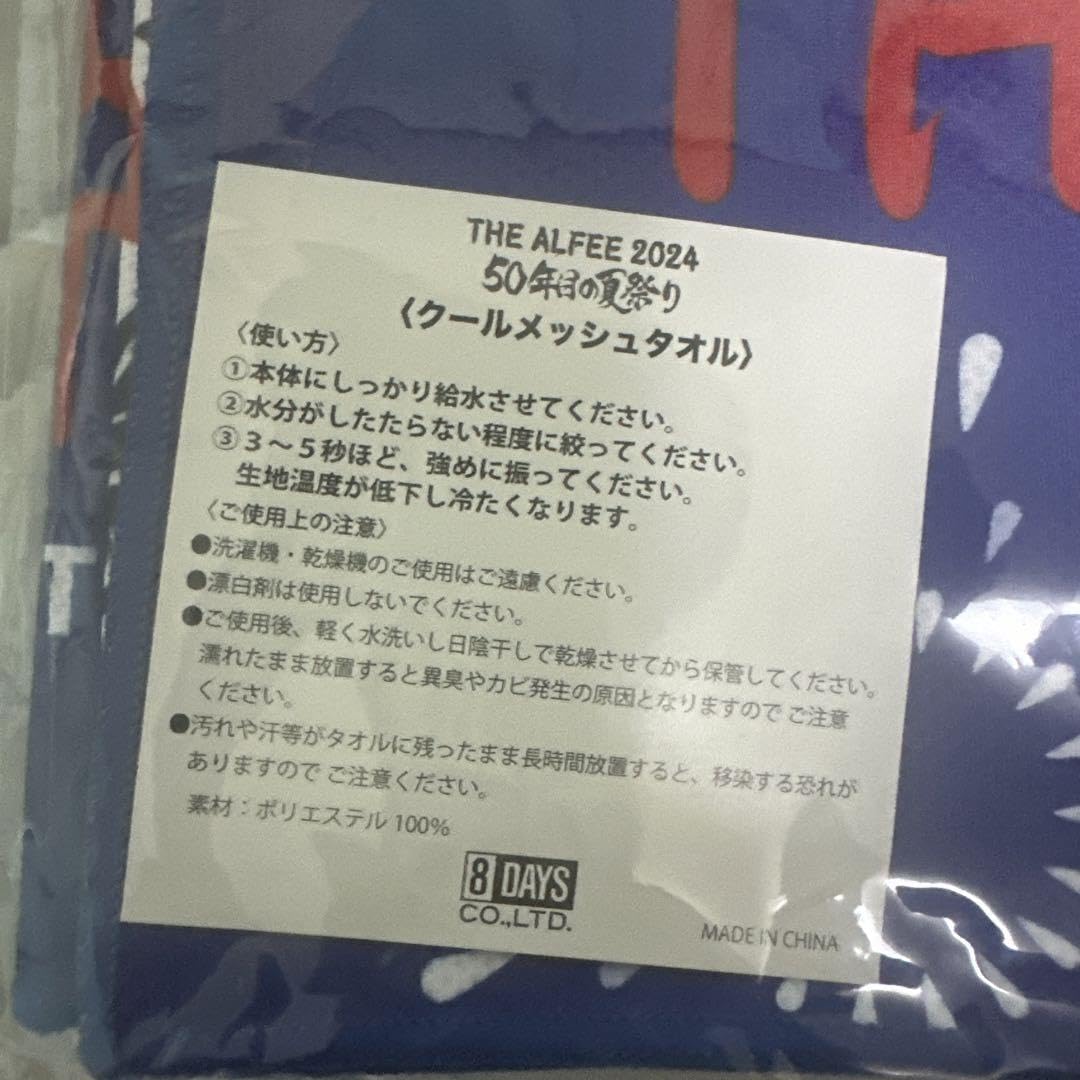 THE ALFEE 2024
50年目の夏祭り
〈クールメッシュタオル〉
〈使い方〉
①本体にしっかり給水させてください。
②水分がしたたらない程度に絞ってください。
③3～5秒ほど、強めに振ってください。
生地温度が低下し冷たくなります。
〈ご使用上の注意〉
●洗濯機・乾燥機のご使用はご遠慮ください。
●漂白剤は使用しないでください。
●ご使用後、軽く水洗いし日陰干しで乾燥させてから保管してください。
濡れたまま放置すると異臭やカビ発生の原因となりますので ご注意
ください。
●汚れや汗等がタオルに残ったまま長時間放置すると、移染する恐れが
ありますので ご注意ください。
素材：ポリエステル 100%
8 DAYS
CO.,LTD.
MADE IN CHINA
T